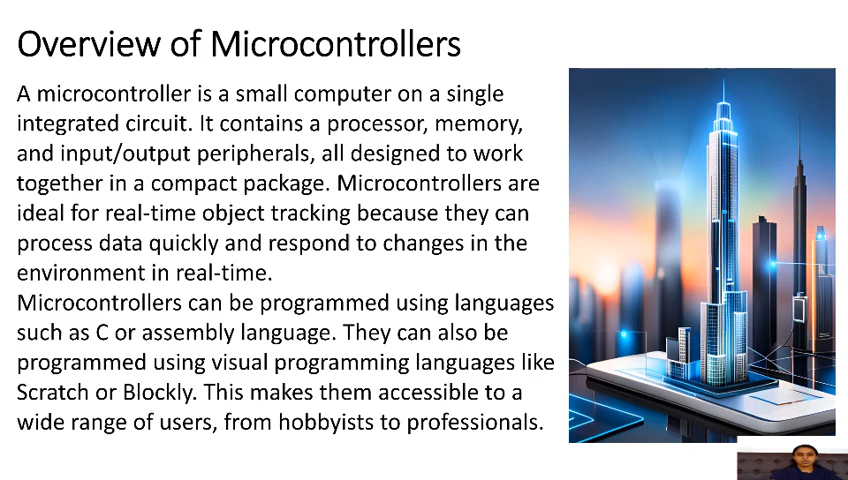 Overview of Microcontrollers
A microcontroller is a small computer on a single
integrated circuit. It contains a processor, memory,
and input/output peripherals, all designed to work
together in a compact package. Microcontrollers are
ideal for real-time object tracking because they can
process data quickly and respond to changes in the
environment in real-time.
Microcontrollers can be programmed using languages
such as C or assembly language. They can also be
programmed using visual programming languages like
Scratch or Blockly. This makes them accessible to a
wide range of users, from hobbyists to professionals.